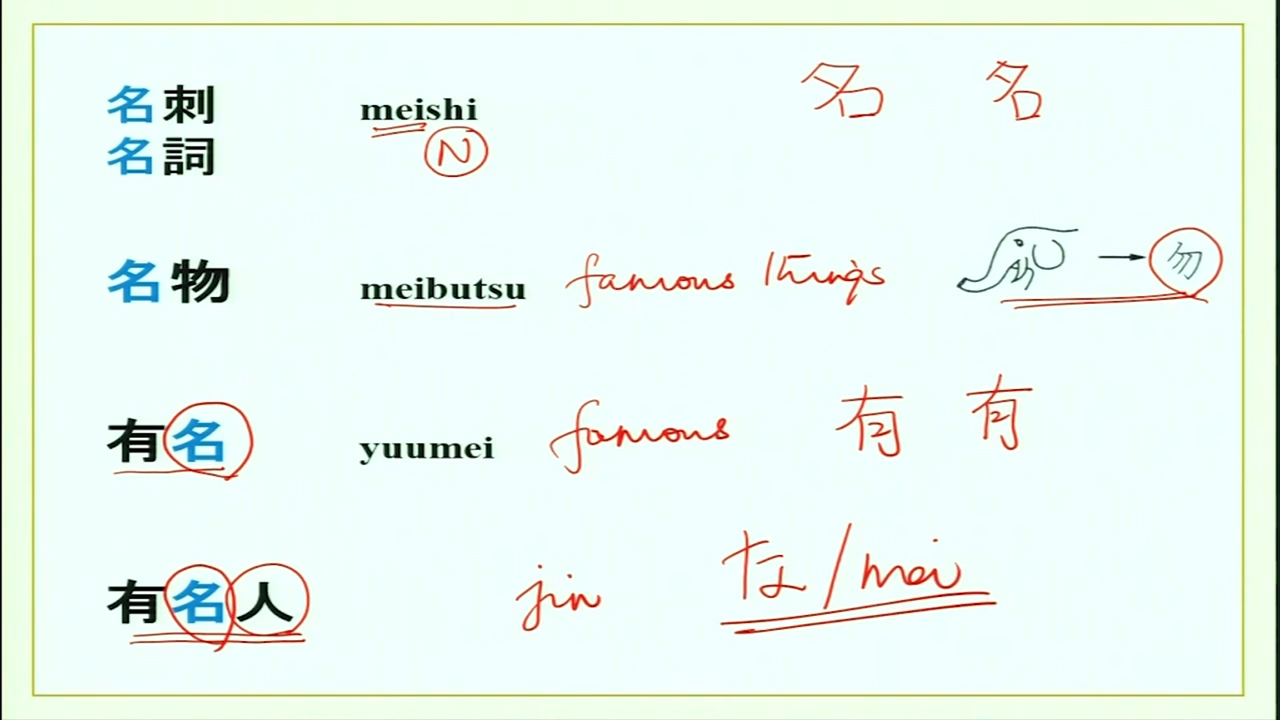 名刺 meishi 名 名
名詞 N
名物 meibutsu famous things 勿
有名 yuumei famous 有 有
有名人 jin な/mei